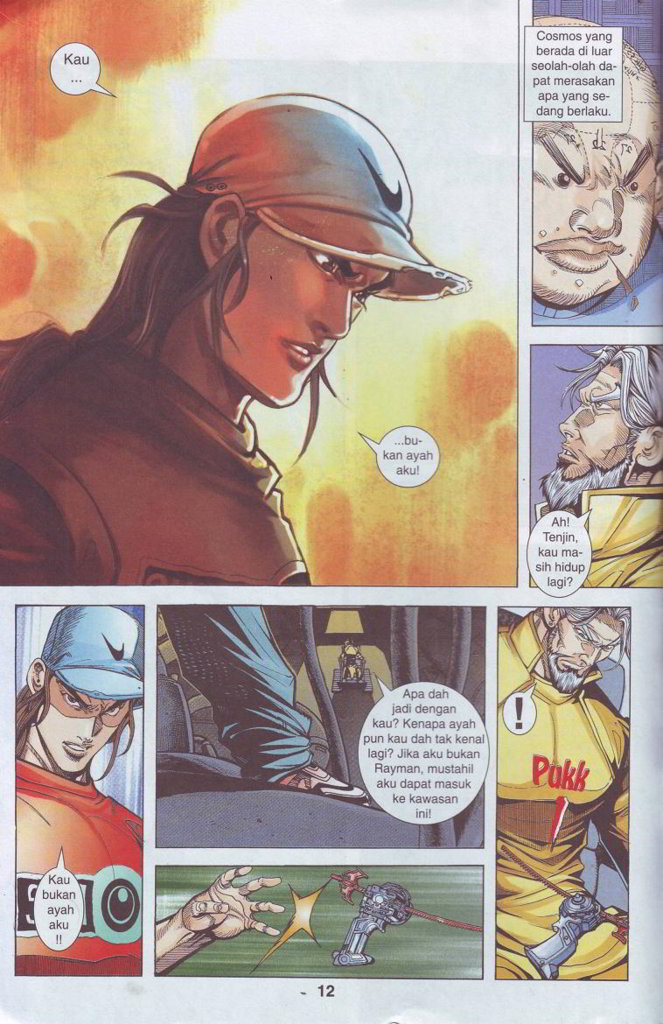 Kau
...
...bu-
kan ayah
aku!
Cosmos yang
berada di luar
seolah-olah da-
pat merasakan
apa yang se-
dang berlaku.
Ah!
Tenjin,
kau ma-
sih hidup
lagi?
Kau
bukan
ayah
aku
!!
Apa dah
jadi dengan
kau? Kenapa ayah
pun kau dah tak kenal
lagi? Jika aku bukan
Rayman, mustahil
aku dapat masuk
ke kawasan
ini!
!
Pukk
!
- 12